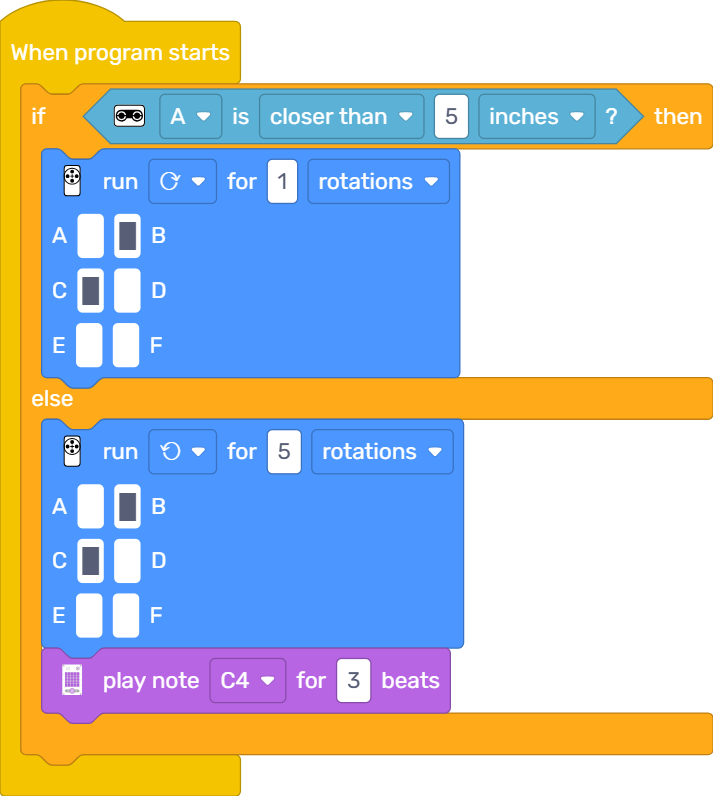 When program starts
if A is closer than 5 inches ? then
run for 1 rotations
A B
C D
E F
else
run for 5 rotations
A B
C D
E F
play note C4 for 3 beats